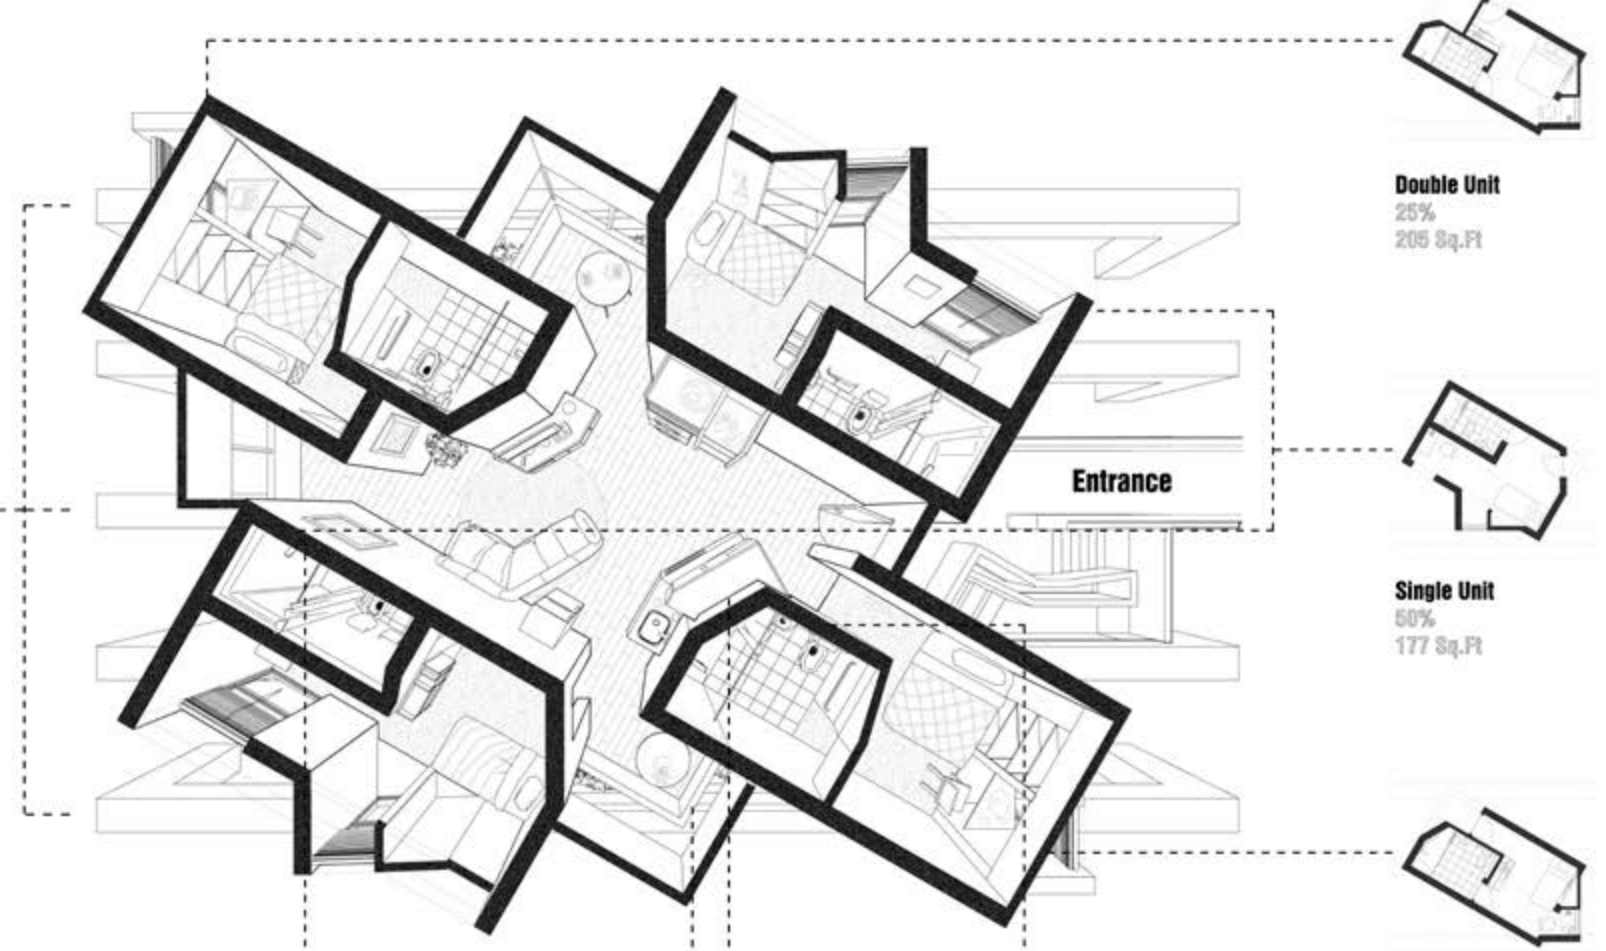 Double Unit
25%
205 Sq.Ft
Entrance
Single Unit
50%
177 Sq.Ft